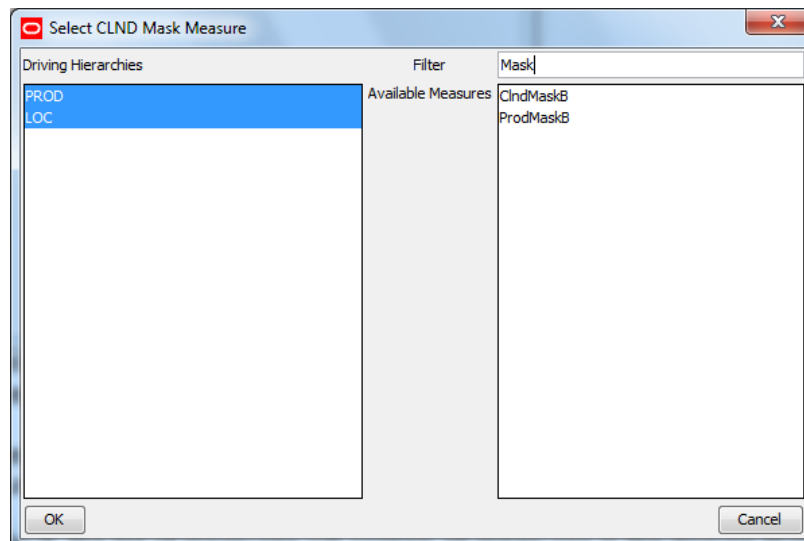 Select CLND Mask Measure
Driving Hierarchies
Filter
Mask
PROD
LOC
Available Measures
ClndMaskB
ProdMaskB
OK
Cancel